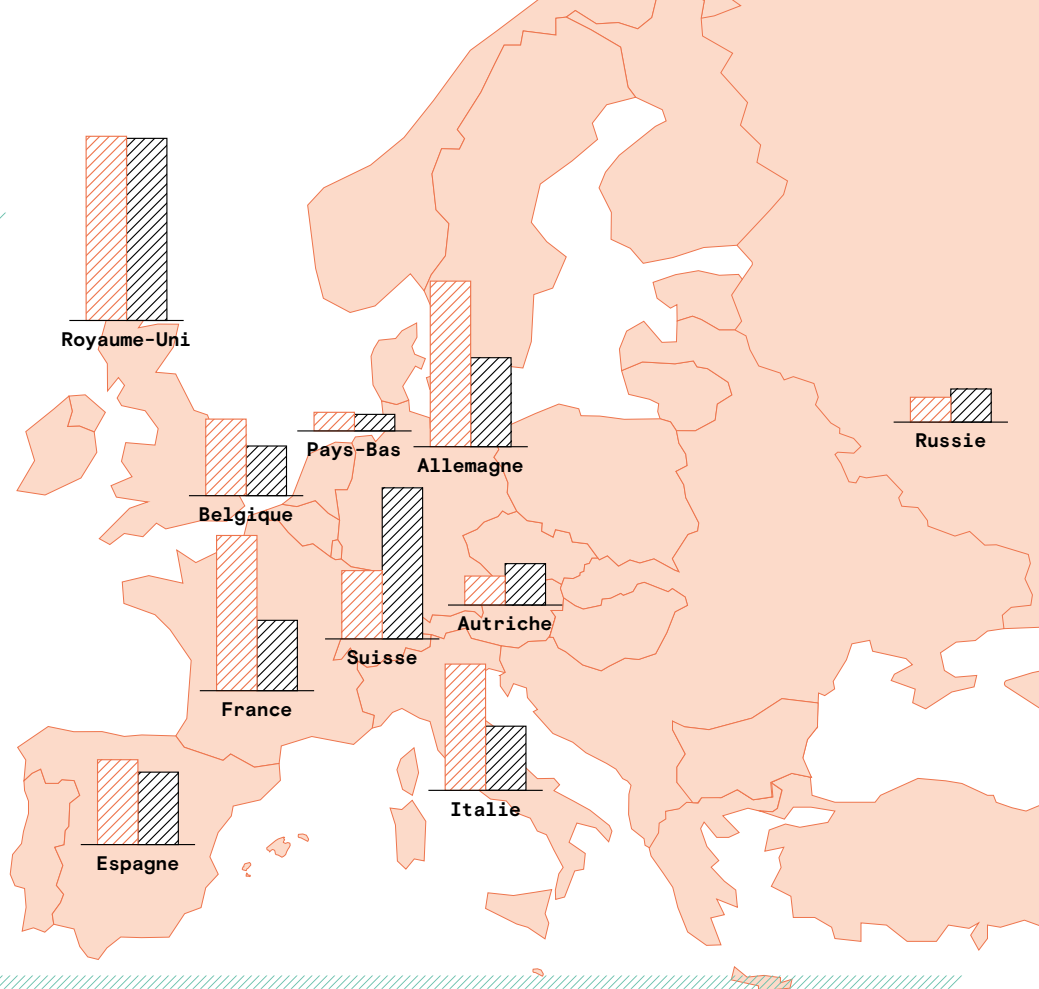 Royaume-Uni
Russie
Pays-Bas
Allemagne
Belgique
Autriche
Suisse
France
Italie
Espagne